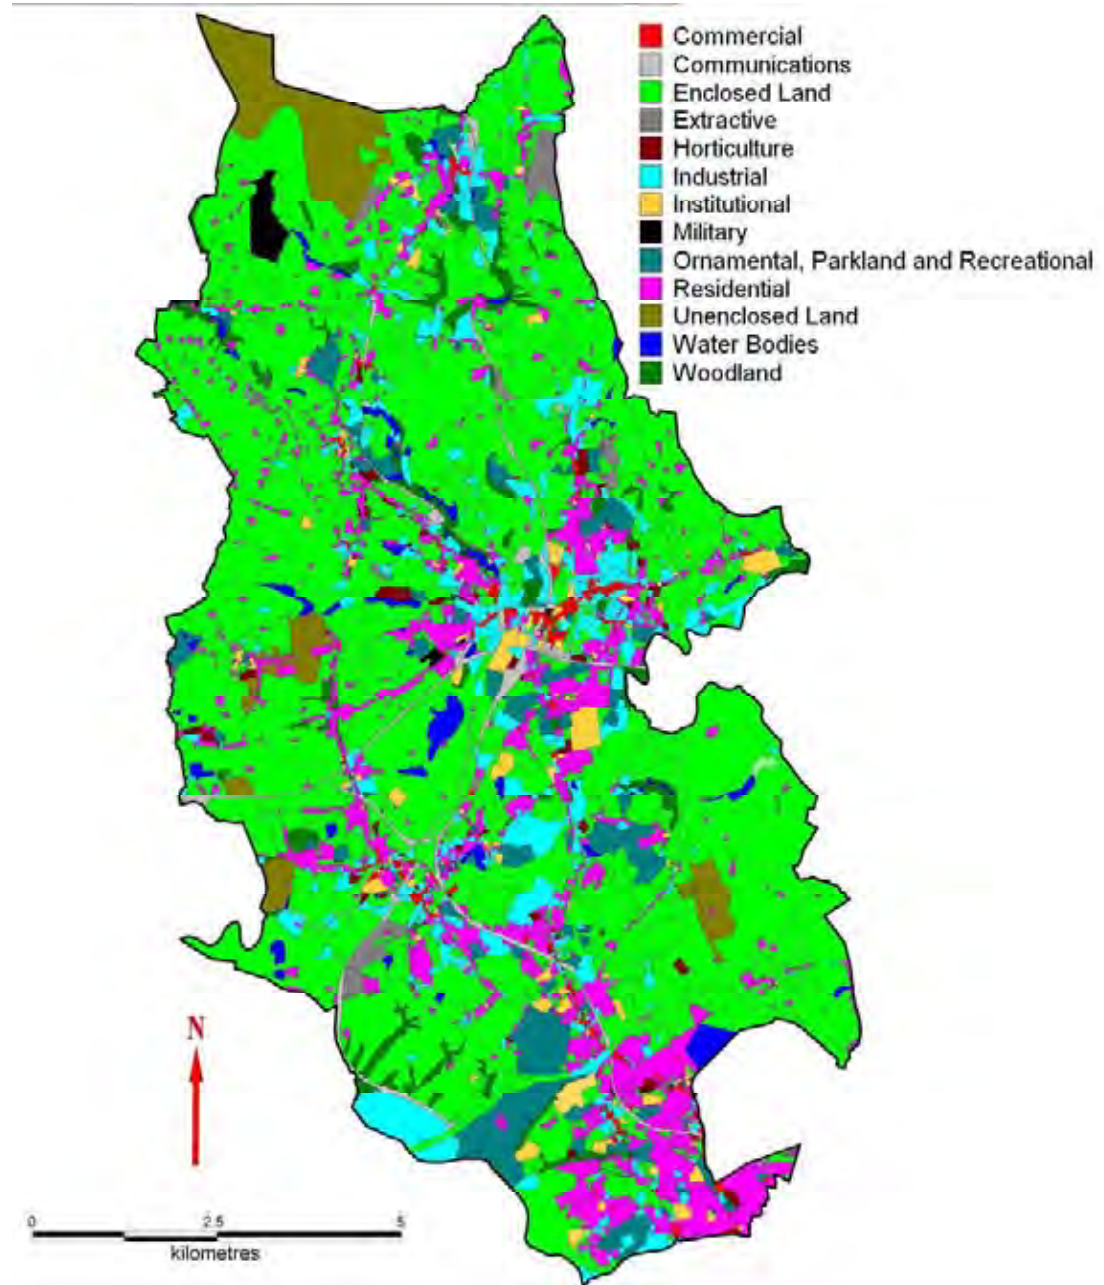 Commercial
Communications
Enclosed Land
Extractive
Horticulture
Industrial
Institutional
Military
Ornamental, Parkland and Recreational
Residential
Unenclosed Land
Water Bodies
Woodland
N
0 2.5 5
kilometres